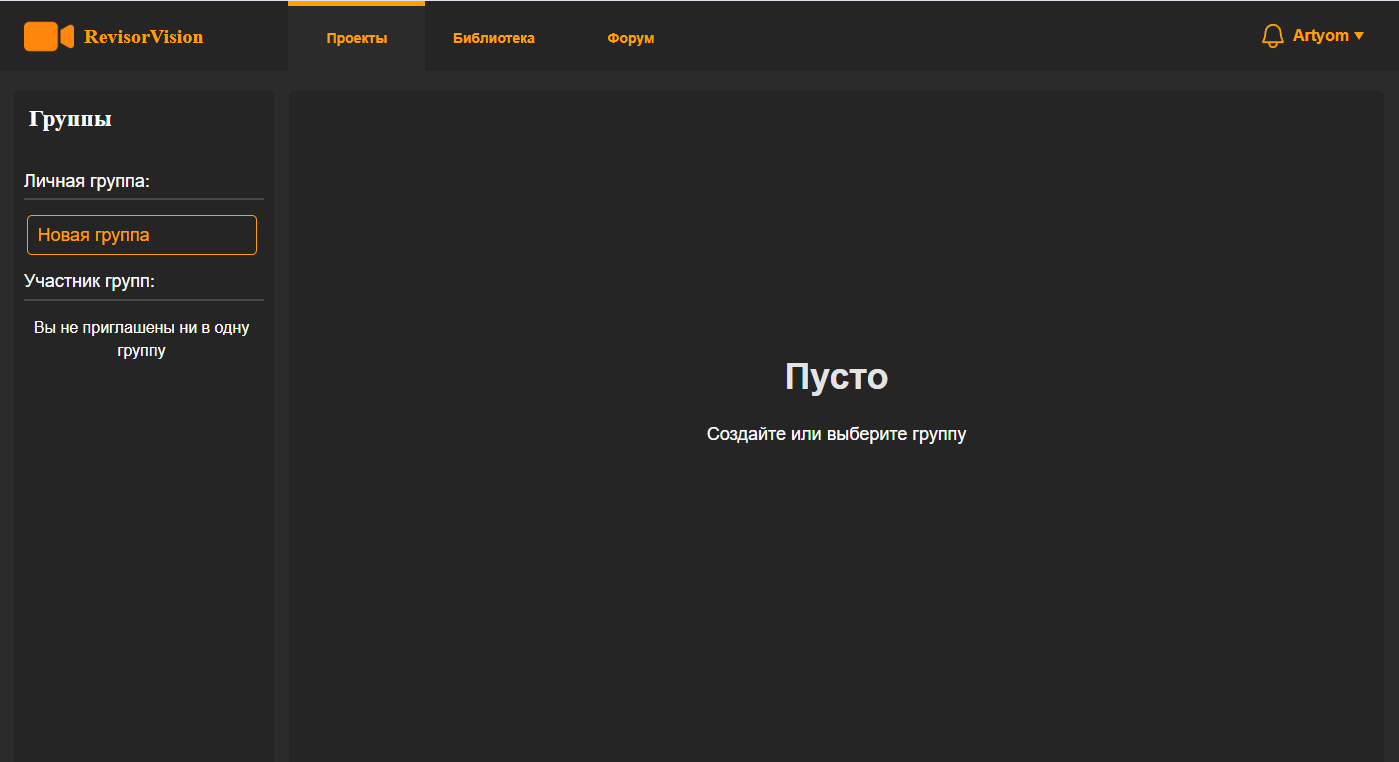 RevisorVision
Проекты
Библиотека
Форум
Artyom
Группы
Личная группа:
Новая группа
Участник групп:
Вы не приглашены ни в одну
группу
Пусто
Создайте или выберите группу